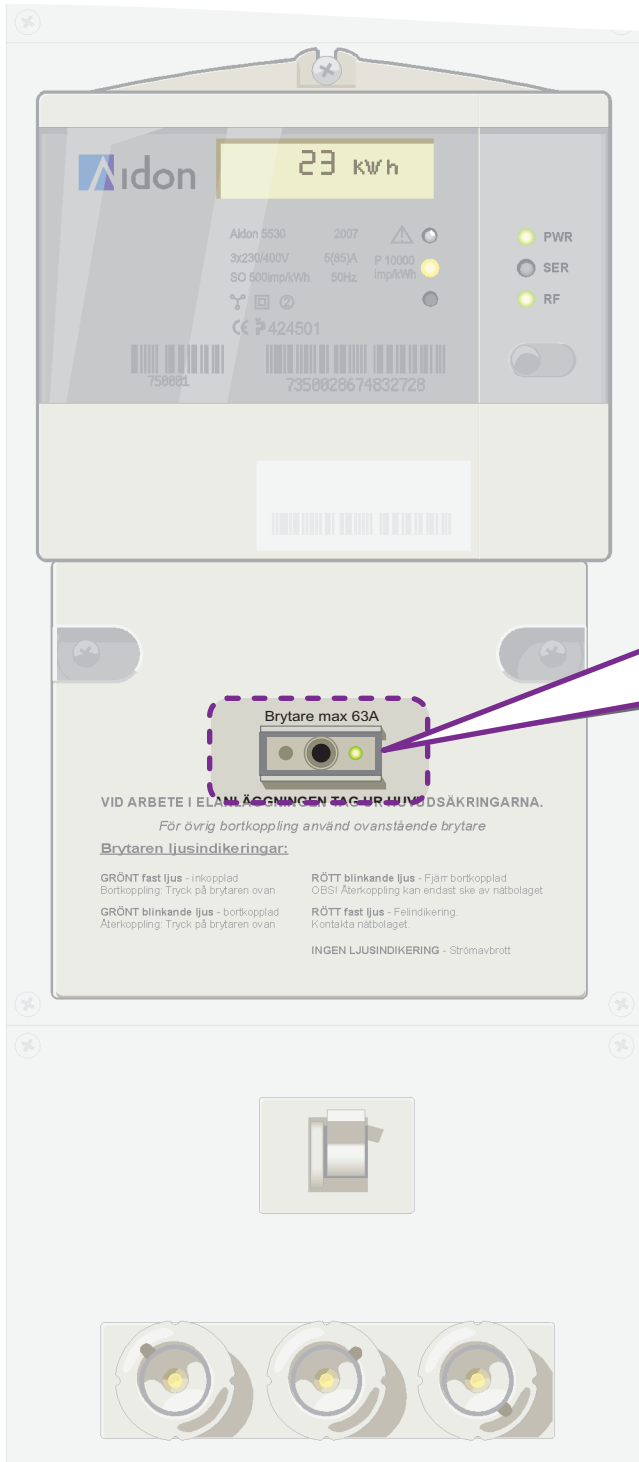 Aidon
23 kWh
Aidon 5530 2007
3x230/400V 5(85)A
SO 500imp/kWh 50Hz
P 10000
imp/kWh
2
CE 424501
750001
7350028674832728
PWR
SER
RF
Brytare max 63A
VID ARBETE I ELANLÄGGNINGEN TAG UR HUVUDSÄKRINGARNA.
För övrig bortkoppling använd ovanstående brytare
Brytaren ljusindikeringar:
GRÖNT fast ljus - inkopplad
Bortkoppling: Tryck på brytaren ovan
GRÖNT blinkande ljus - bortkopplad
Återkoppling: Tryck på brytaren ovan
RÖTT blinkande ljus - Fjärr bortkopplad
OBS! Återkoppling kan endast ske av nätbolaget
RÖTT fast ljus - Felindikering.
Kontakta nätbolaget.
INGEN LJUSINDIKERING - Strömavbrott